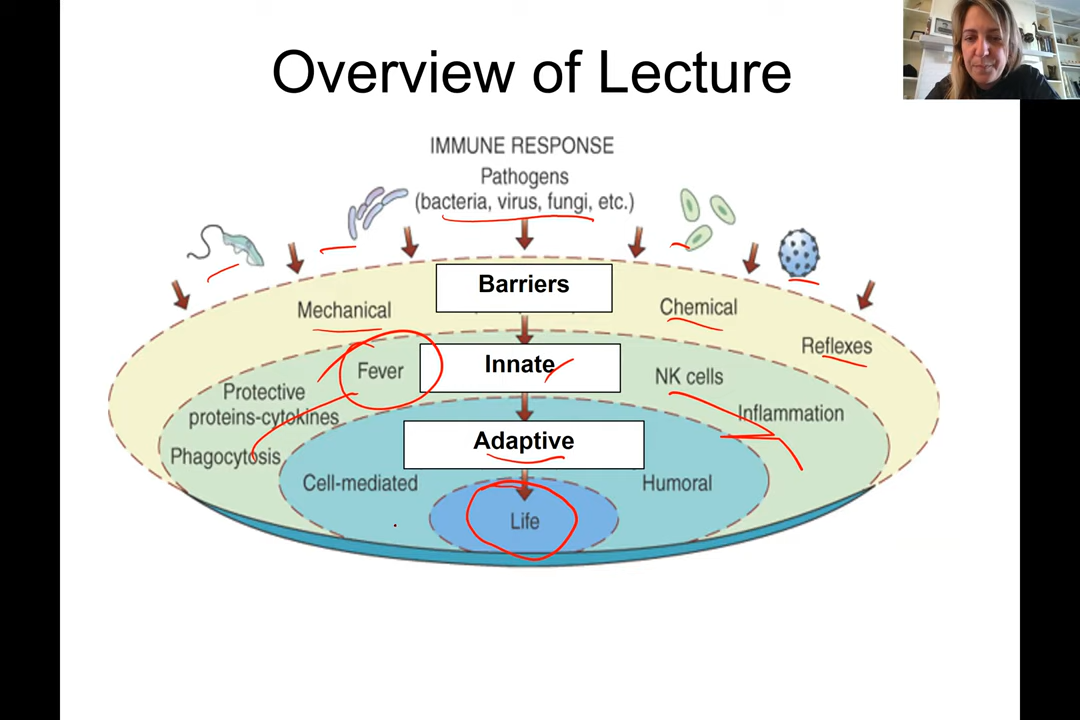 Overview of Lecture
IMMUNE RESPONSE
Pathogens
(bacteria, virus, fungi, etc.)
Barriers
Mechanical
Chemical
Reflexes
Innate
Fever
NK cells
Protective
proteins-cytokines
Inflammation
Phagocytosis
Adaptive
Cell-mediated
Humoral
Life